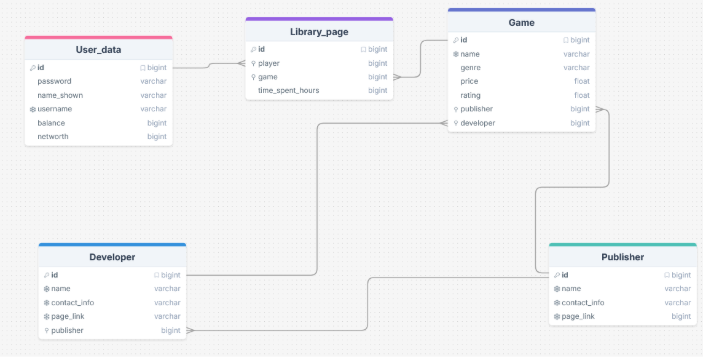 User_data
id bigint
password varchar
name_shown varchar
username varchar
balance bigint
networth bigint
Library_page
id bigint
player bigint
game bigint
time_spent_hours bigint
Game
id bigint
name varchar
genre varchar
price float
rating float
publisher bigint
developer bigint
Developer
id bigint
name varchar
contact_info varchar
page_link varchar
publisher bigint
Publisher
id bigint
name varchar
contact_info varchar
page_link bigint